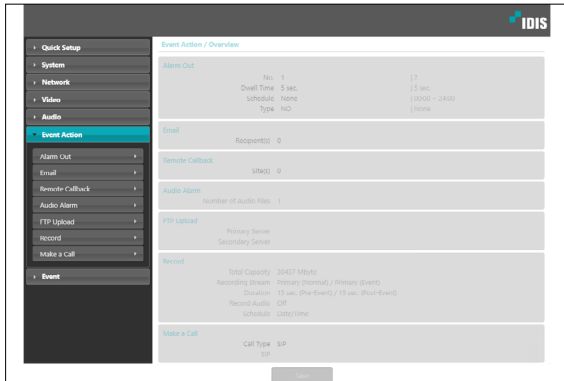 IDIS
Quick Setup
System
Network
Video
Audio
Event Action
Alarm Out
Email
Remote Callback
Audio Alarm
FTP Upload
Record
Make a Call
Event
Event Action / Overview
Alarm Out
No. 1 | 2
Dwell Time 5 sec. | 5 sec.
Schedule None
Type NO | None
Email
Recipient(s) 0
Remote Callback
Site(s) 0
Audio Alarm
Number of Audio Files 1
FTP Upload
Primary Server
Secondary Server
Record
Total Capacity
Recording Stream Primary (Normal) / Primary (Event)
Duration 15 sec. (Pre-Event) / 15 sec. (Post-Event)
Record Audio Off
Schedule Date/Time
Make a Call
Call Type SIP
SIP
Save